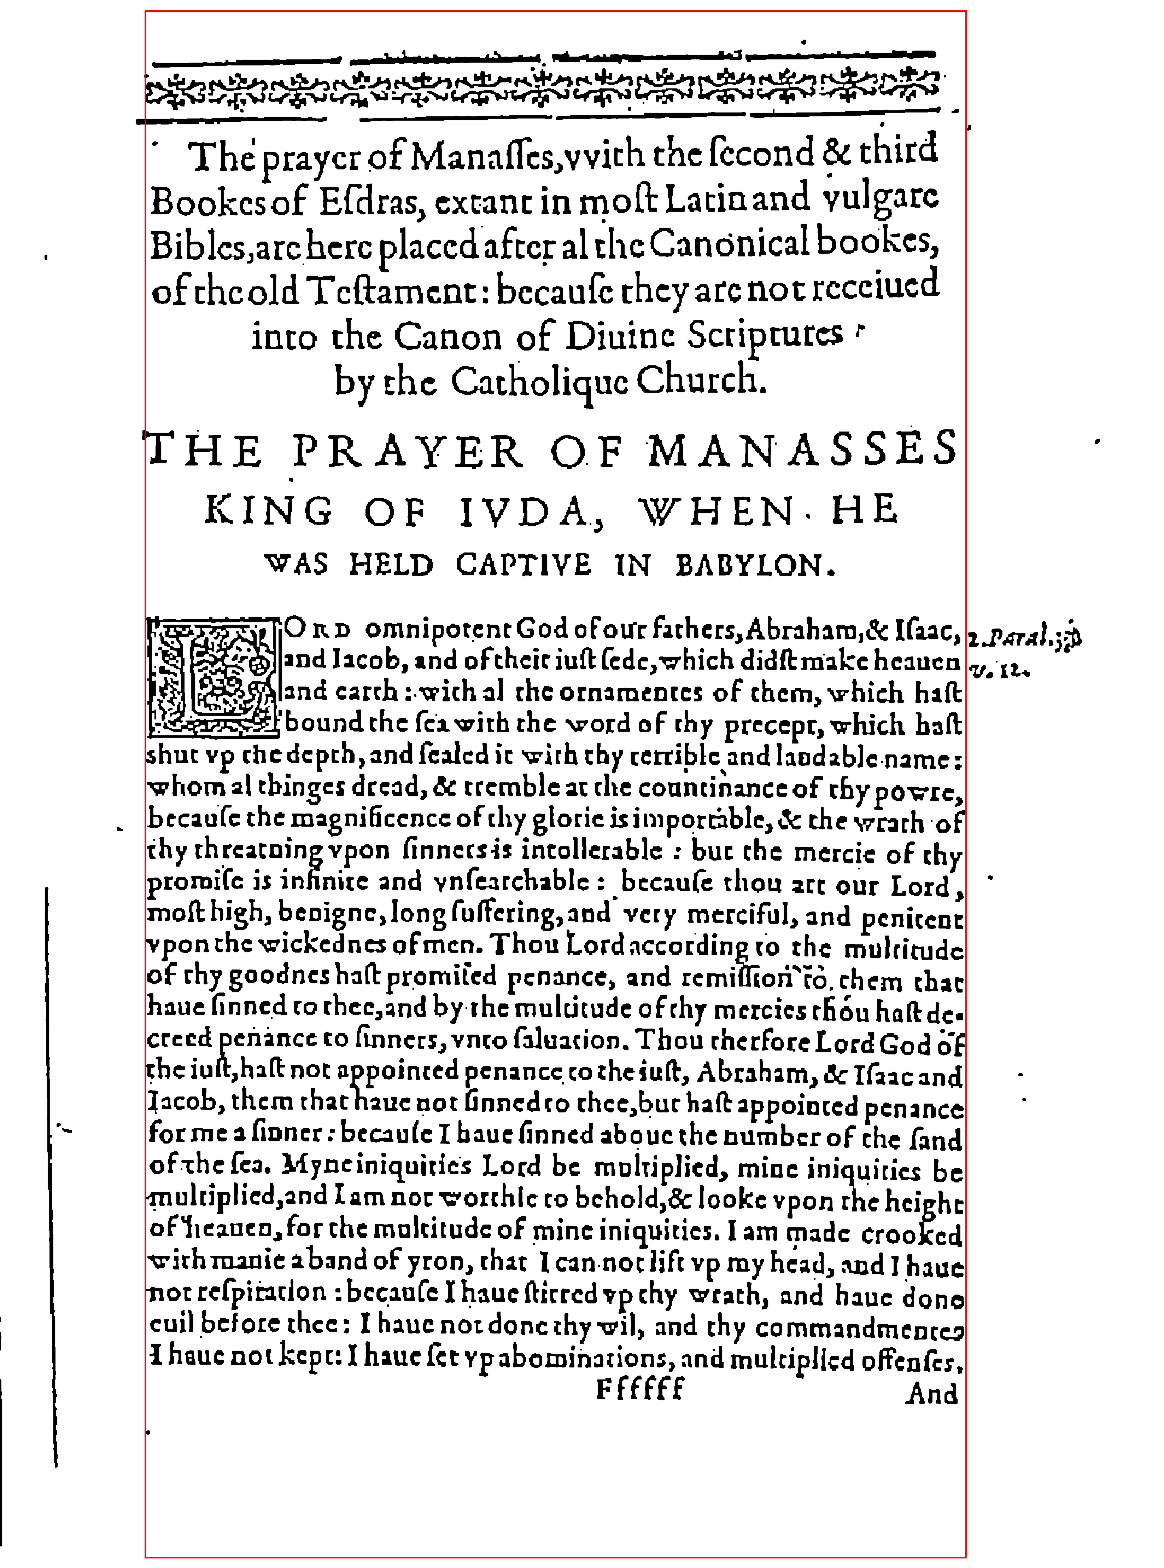 The prayer of Manaſſes, vvith the ſecond & third
Bookes of Eſdras, extant in moſt Latin and vulgare
Bibles, are here placed after al the Canonical bookes,
of the old Teſtament: becauſe they are not receiued
into the Canon of Diuine Scriptures
by the Catholique Church.
THE PRAYER OF MANASSES
KING OF IVDA, WHEN HE
WAS HELD CAPTIVE IN BABYLON.
LORD omnipotent God of our fathers, Abraham, & Iſaac,
2. Paral.
and Iacob, and of their iuſt ſede, which didſt make heauen
v. 12.
and earth: with al the ornamentes of them, which haſt
bound the ſea with the word of thy precept, which haſt
shut vp the depth, and ſealed it with thy terrible and laudable name:
whom al thinges dread, & tremble at the countinance of thy powre,
becauſe the magnificence of thy glorie is importable, & the wrath of
thy threatning vpon ſinners is intollerable : but the mercie of thy
promiſe is infinite and vnſearchable : becauſe thou art our Lord,
moſt high, benigne, long ſuffering, and very merciful, and penitent
vpon the wickednes of men. Thou Lord according to the multitude
of thy goodnes haſt promiſed penance, and remiſſion to them that
haue ſinned to thee, and by the multitude of thy mercies thou haſt de-
creed penance to ſinners, vnto ſaluation. Thou therfore Lord God of
the iuſt, haſt not appointed penance to the iuſt, Abraham, & Iſaac and
Iacob, them that haue not ſinned to thee, but haſt appointed penance
for me a ſinner: becauſe I haue ſinned aboue the number of the ſand
of the ſea. Myne iniquities Lord be multiplied, mine iniquities be
multiplied, and I am not worthie to behold, & looke vpon the height
of heauen, for the multitude of mine iniquities. I am made crooked
with manie a band of yron, that I can not lift vp my head, and I haue
not reſpiration : becauſe I haue ſtirred vp thy wrath, and haue done
euil before thee: I haue not done thy wil, and thy commandmentes
I haue not kept: I haue ſet vp abominations, and multiplied offenſes.
Ffffff And